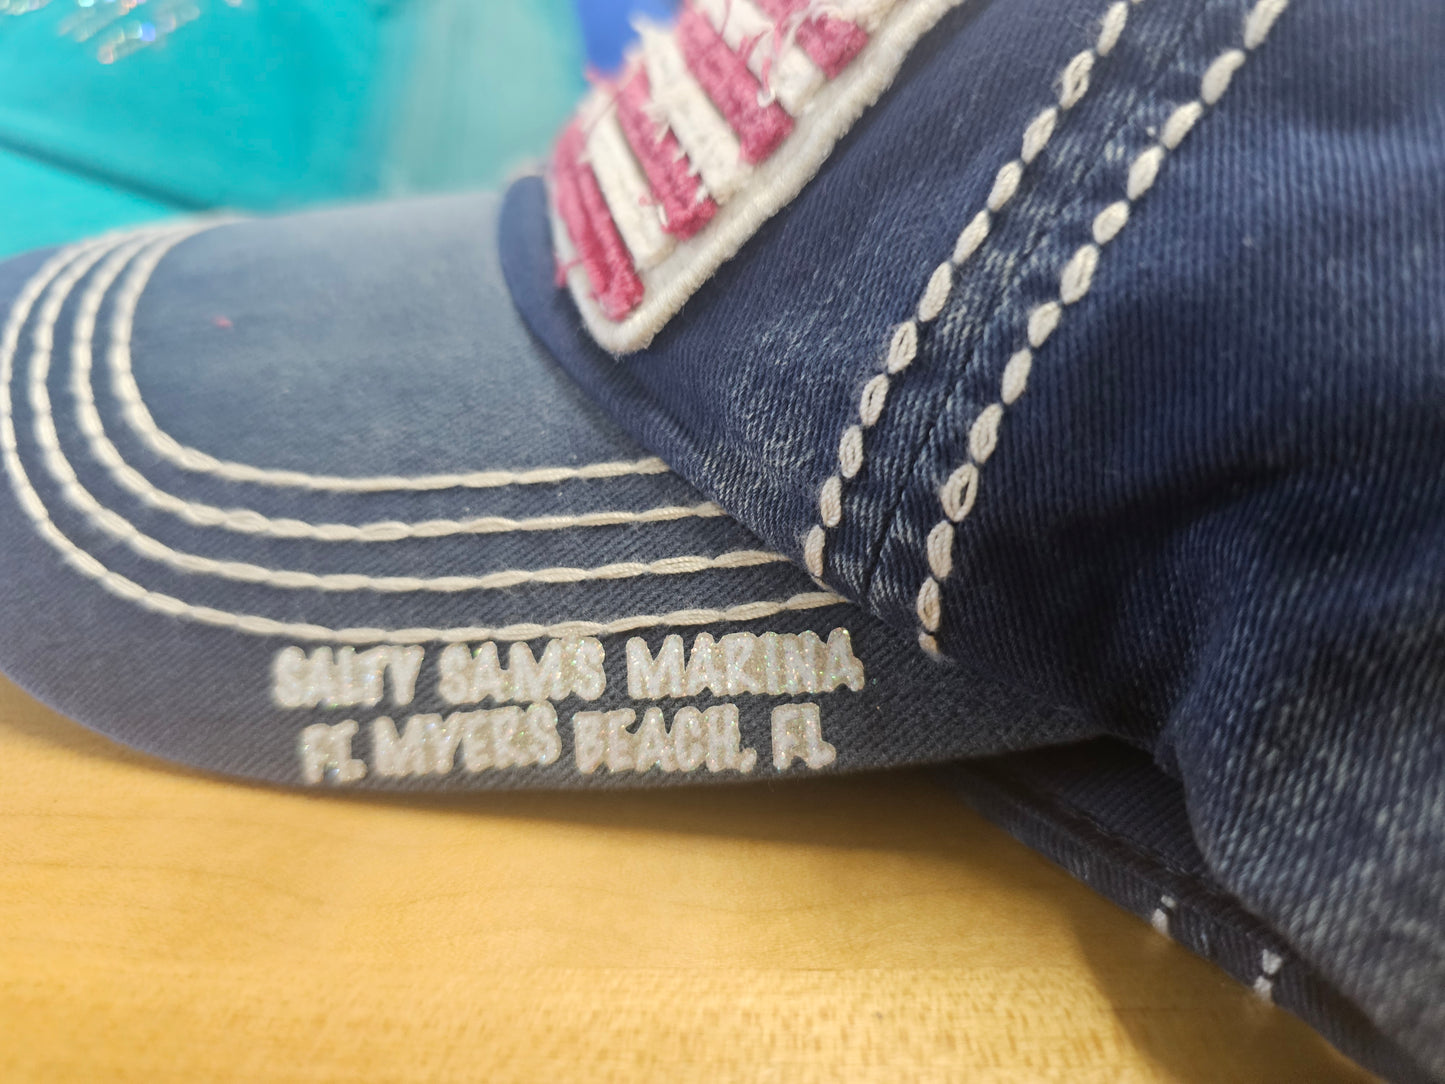 SALTY SAM'S MARINA
FT. MYERS BEACH, FL